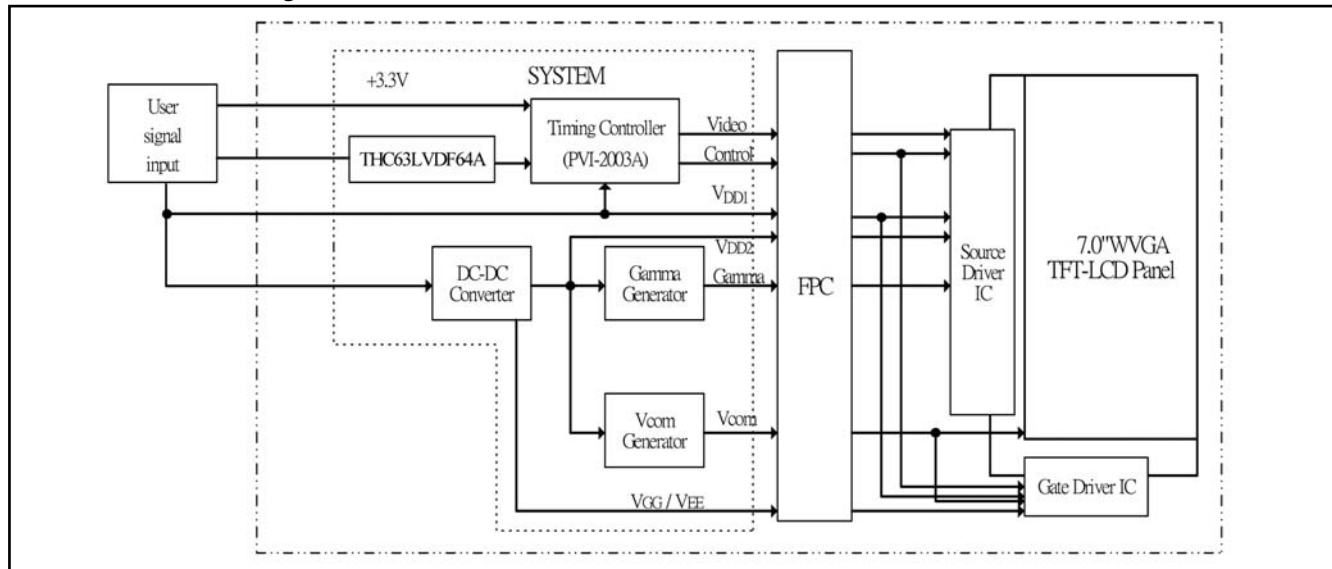 +3.3V
SYSTEM
User
signal
input
Timing Controller
(PVI-2003A)
THC63LVDF64A
Video
Control
VDD1
VDD2
DC-DC
Converter
Gamma
Generator
Gamma
FPC
Source
Driver
IC
7.0"WVGA
TFT-LCD Panel
Vcom
Generator
Vcom
VGG / VEE
Gate Driver IC